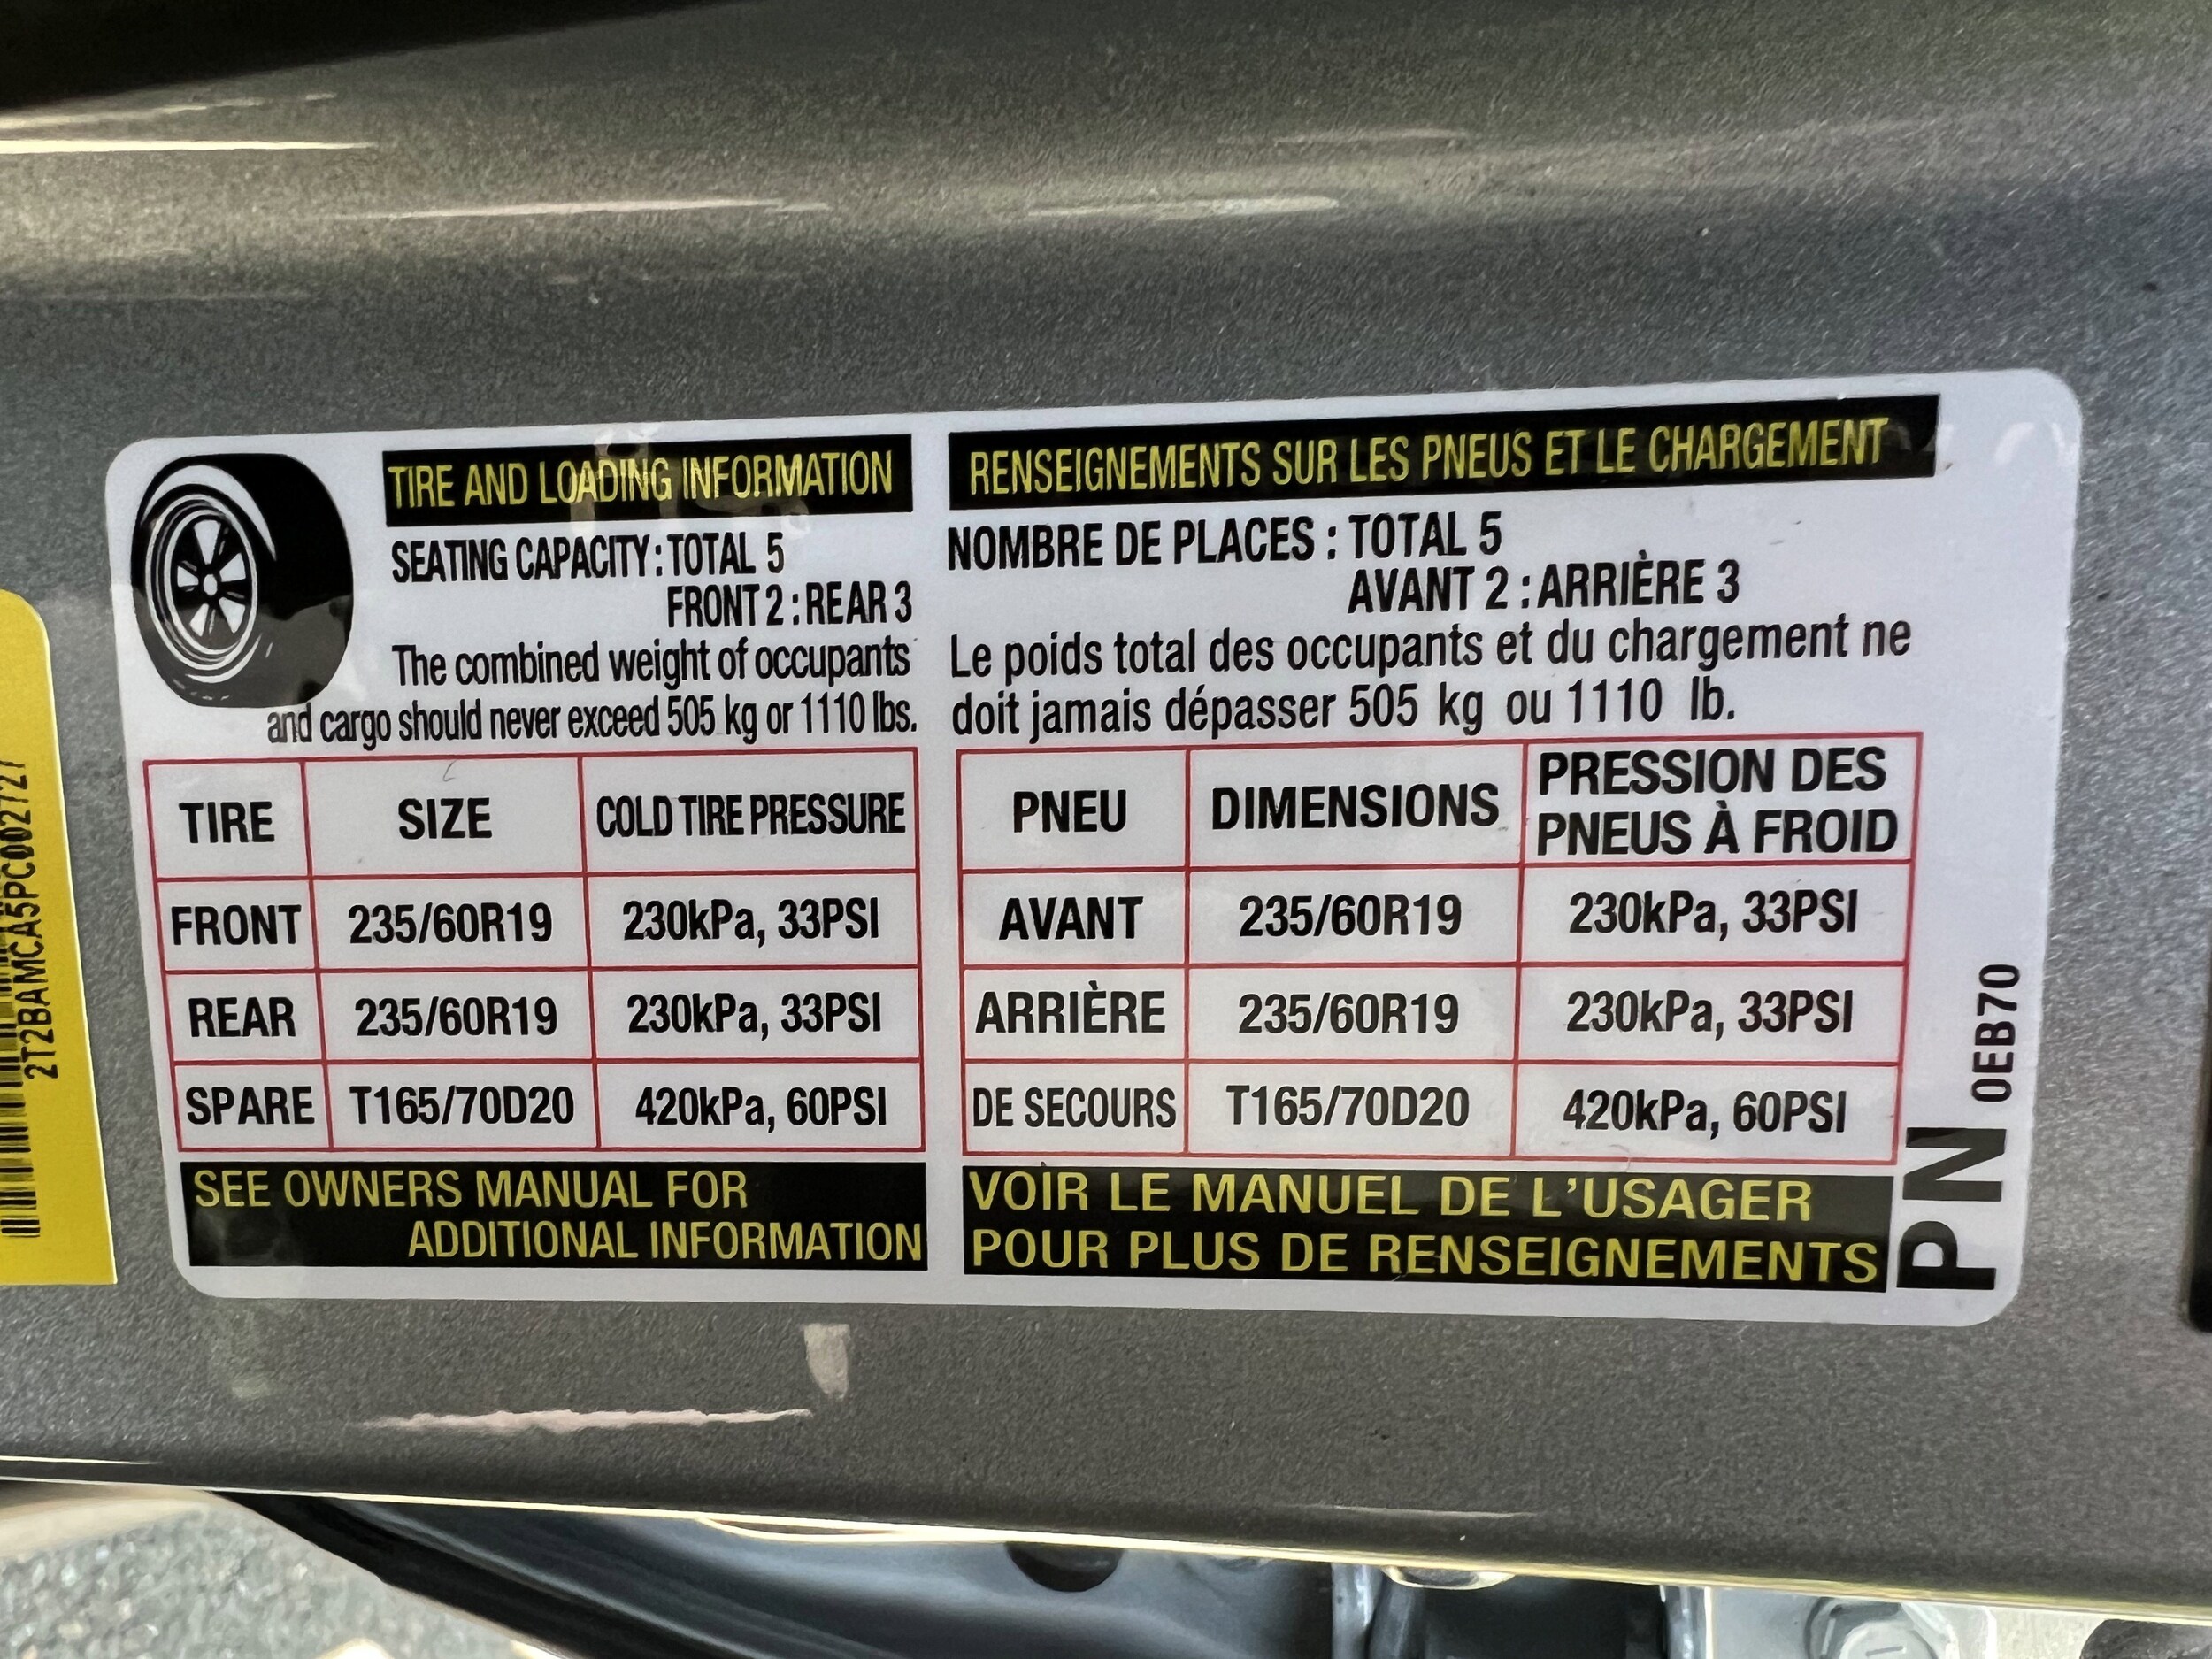 TIRE AND LOADING INFORMATION
SEATING CAPACITY: TOTAL 5
FRONT 2 : REAR 3
The combined weight of occupants
and cargo should never exceed 505 kg or 1110 lbs.
TIRE SIZE COLD TIRE PRESSURE
FRONT 235/60R19 230kPa, 33PSI
REAR 235/60R19 230kPa, 33PSI
SPARE T165/70D20 420kPa, 60PSI
SEE OWNERS MANUAL FOR
ADDITIONAL INFORMATION
RENSEIGNEMENTS SUR LES PNEUS ET LE CHARGEMENT
NOMBRE DE PLACES : TOTAL 5
AVANT 2 : ARRIÈRE 3
Le poids total des occupants et du chargement ne
doit jamais dépasser 505 kg ou 1110 lb.
PNEU DIMENSIONS PRESSION DES
PNEUS À FROID
AVANT 235/60R19 230kPa, 33PSI
ARRIÈRE 235/60R19 230kPa, 33PSI
DE SECOURS T165/70D20 420kPa, 60PSI
VOIR LE MANUEL DE L'USAGER
POUR PLUS DE RENSEIGNEMENTS
PN 0EB70
2T2BAMCA5PC002727